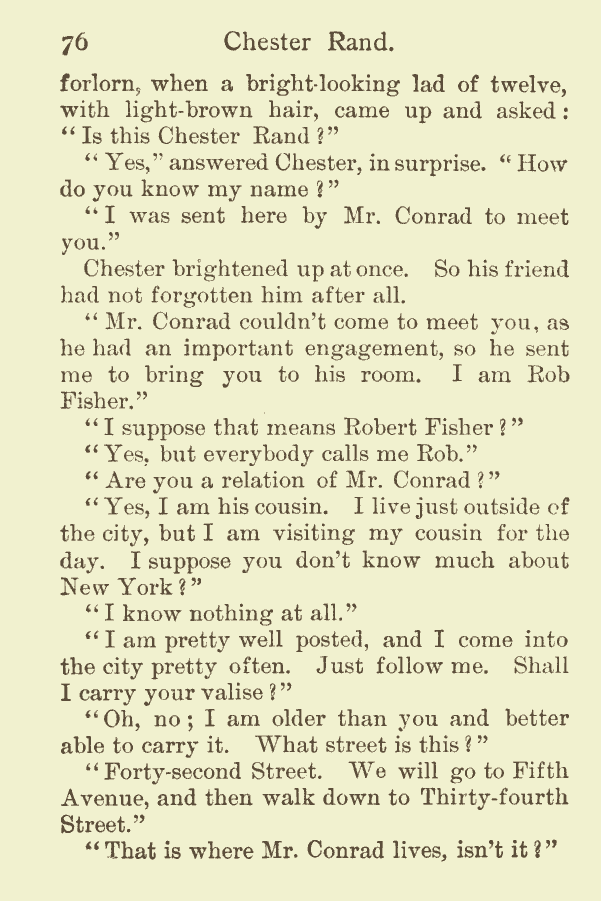 76 Chester Rand.
forlorn, when a bright-looking lad of twelve,
with light-brown hair, came up and asked:
"Is this Chester Rand?"
"Yes," answered Chester, in surprise. "How
do you know my name?"
"I was sent here by Mr. Conrad to meet
you."
Chester brightened up at once. So his friend
had not forgotten him after all.
"Mr. Conrad couldn't come to meet you, as
he had an important engagement, so he sent
me to bring you to his room. I am Rob
Fisher."
"I suppose that means Robert Fisher?"
"Yes, but everybody calls me Rob."
"Are you a relation of Mr. Conrad?"
"Yes, I am his cousin. I live just outside of
the city, but I am visiting my cousin for the
day. I suppose you don't know much about
New York?"
"I know nothing at all."
"I am pretty well posted, and I come into
the city pretty often. Just follow me. Shall
I carry your valise?"
"Oh, no; I am older than you and better
able to carry it. What street is this?"
"Forty-second Street. We will go to Fifth
Avenue, and then walk down to Thirty-fourth
Street."
"That is where Mr. Conrad lives, isn't it?"